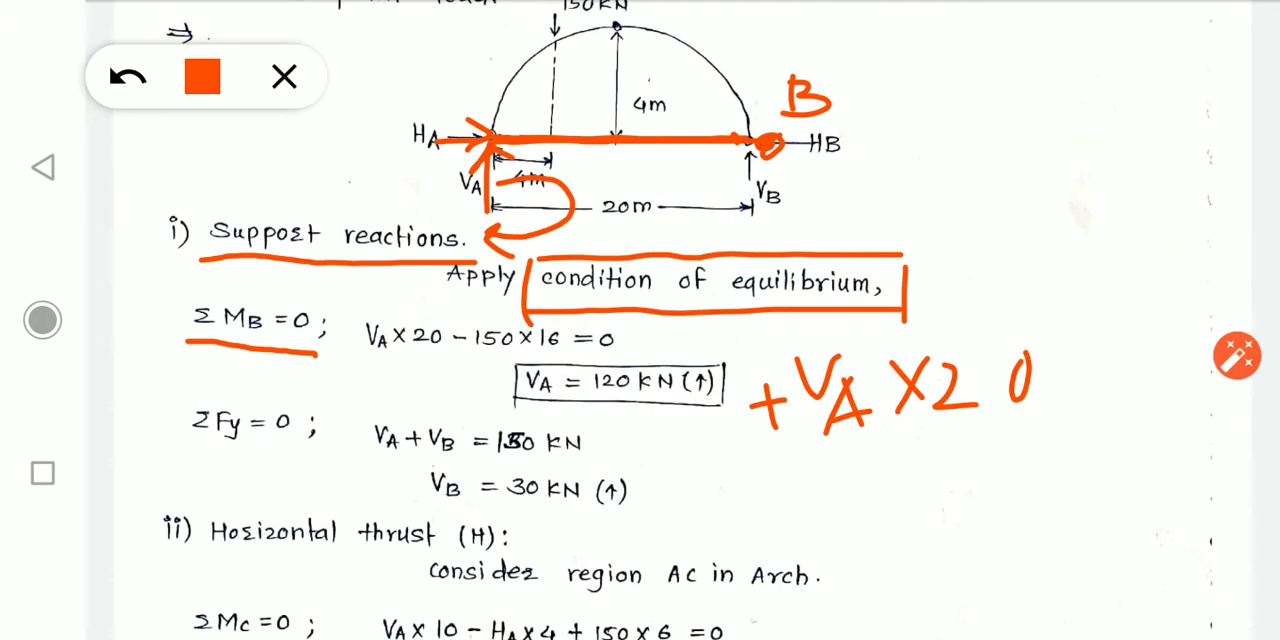 150KN
4m
B
HA
HB
VA
4m
VB
20m
i) Support reactions.
Apply condition of equilibrium,
ΣMB = 0 ; VA × 20 - 150 × 16 = 0
VA = 120 KN (↑)
+VA × 20
ΣFy = 0 ; VA + VB = 150 KN
VB = 30 KN (↑)
ii) Horizontal thrust (H):
consider region AC in Arch.
ΣMc = 0 ; VA × 10 - HA × 4 + 150 × 6 = 0